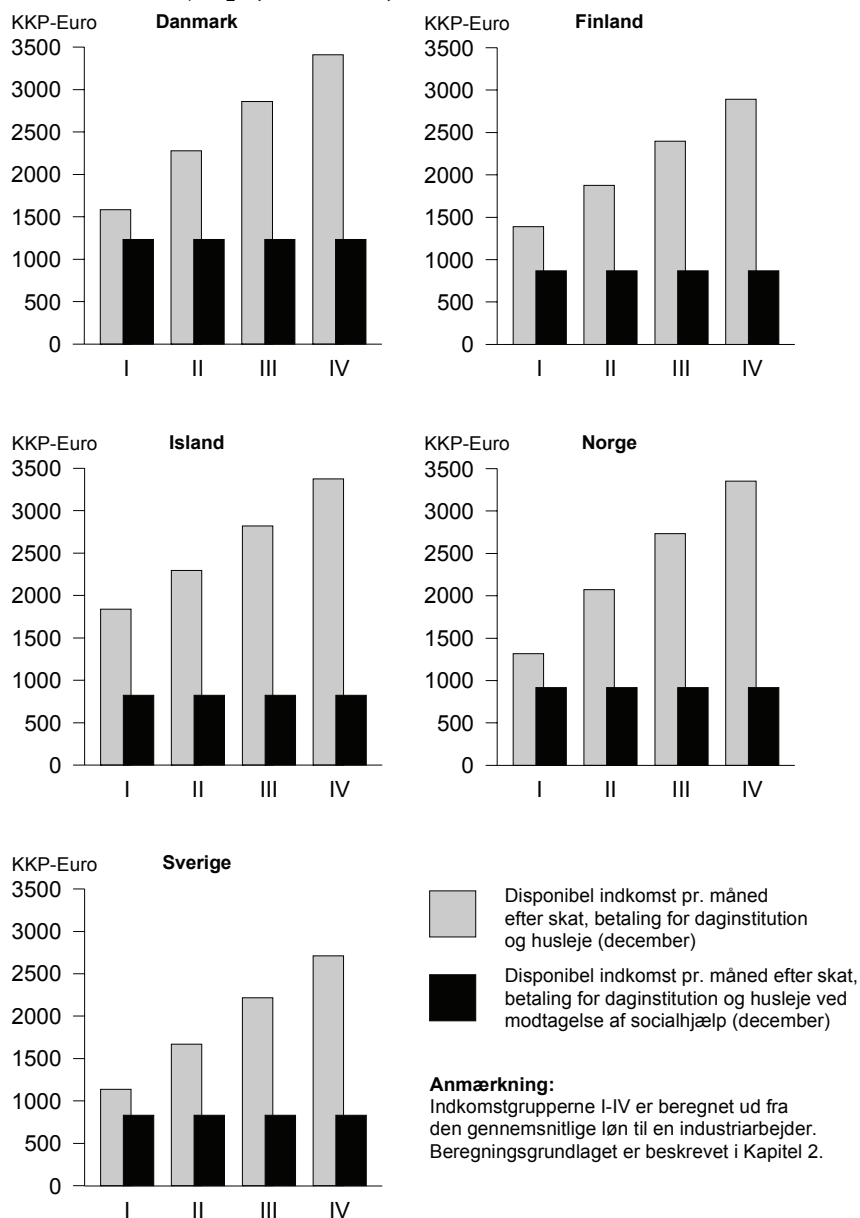 KKP-Euro Danmark
3500
3000
2500
2000
1500
1000
500
0
I II III IV
KKP-Euro Finland
3500
3000
2500
2000
1500
1000
500
0
I II III IV
KKP-Euro Island
3500
3000
2500
2000
1500
1000
500
0
I II III IV
KKP-Euro Norge
3500
3000
2500
2000
1500
1000
500
0
I II III IV
KKP-Euro Sverige
3500
3000
2500
2000
1500
1000
500
0
I II III IV
Disponibel indkomst pr. måned
efter skat, betaling for daginstitution
og husleje (december)
Disponibel indkomst pr. måned efter skat,
betaling for daginstitution og husleje ved
modtagelse af socialhjælp (december)
Anmærkning:
Indkomstgrupperne I-IV er beregnet ud fra
den gennemsnitlige løn til en industriarbejder.
Beregningsgrundlaget er beskrevet i Kapitel 2.